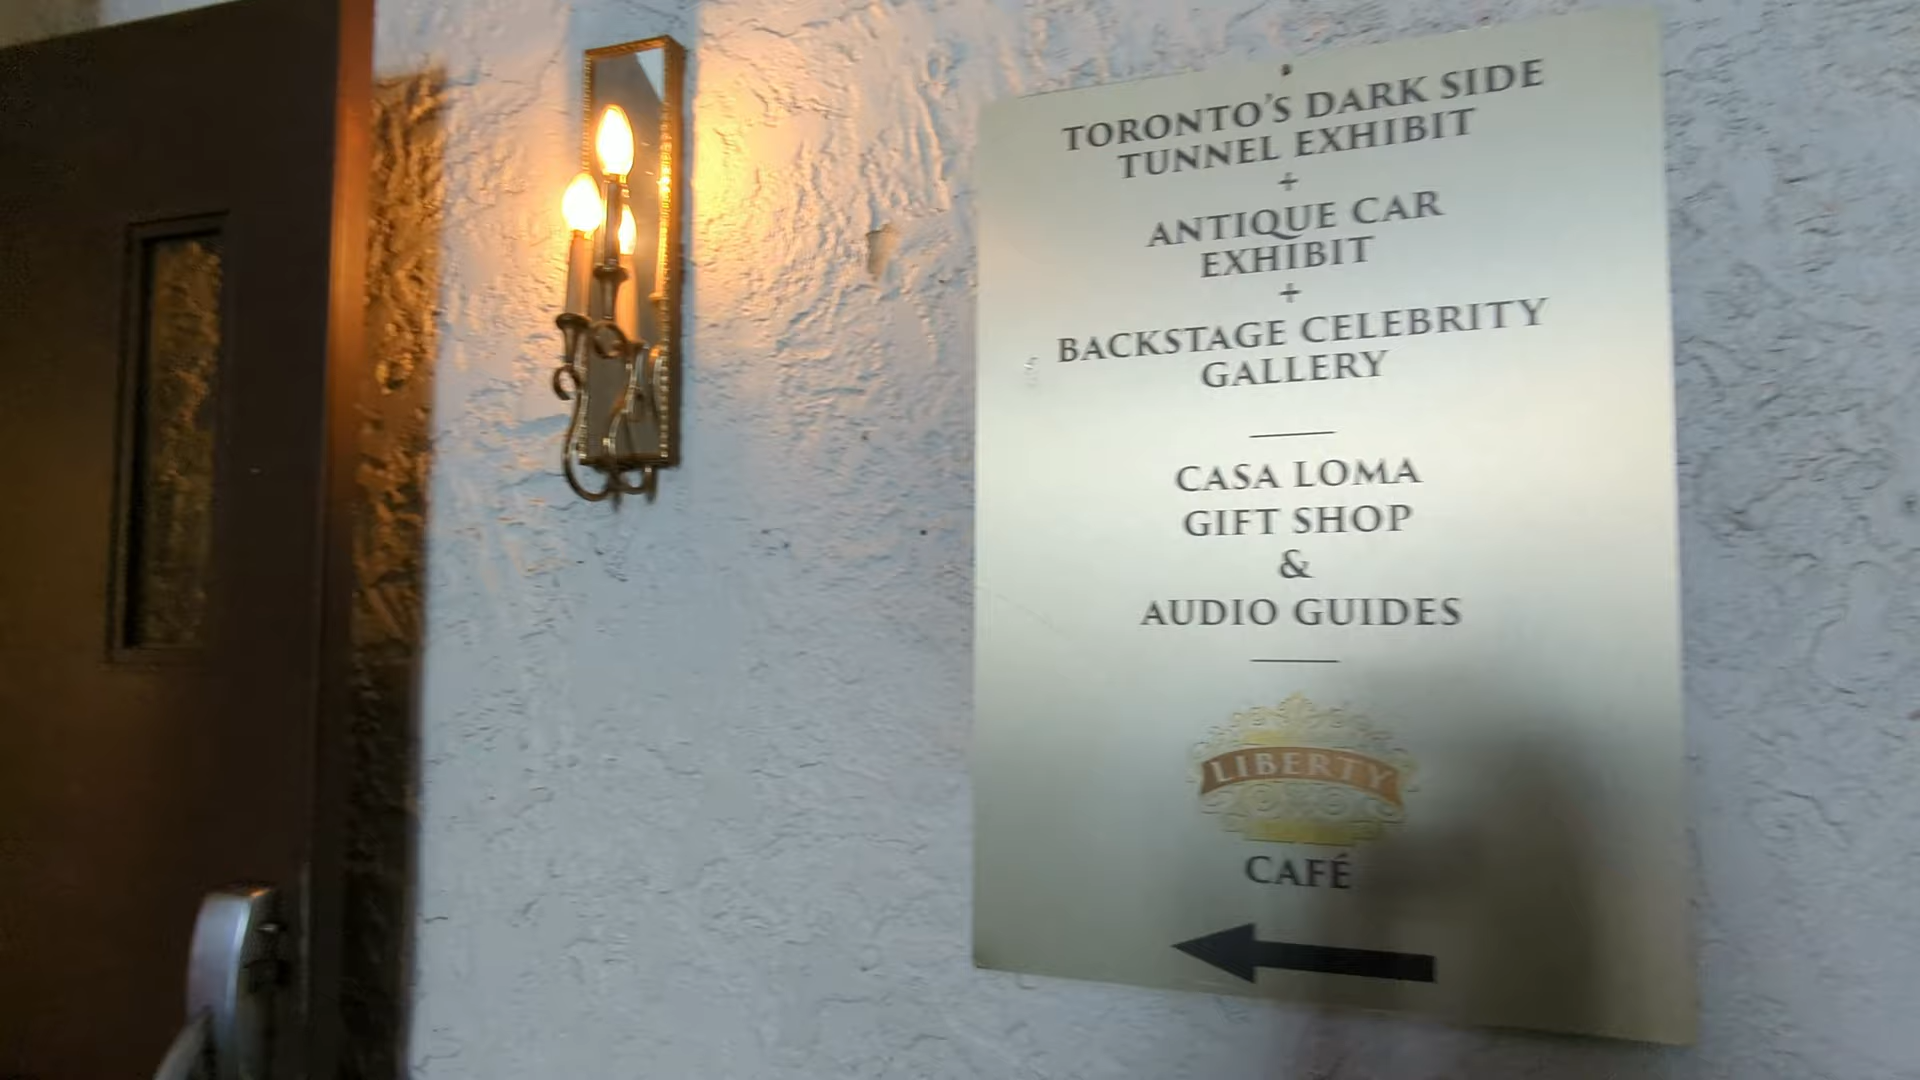 TORONTO'S DARK SIDE
TUNNEL EXHIBIT
+
ANTIQUE CAR
EXHIBIT
+
BACKSTAGE CELEBRITY
GALLERY
CASA LOMA
GIFT SHOP
&
AUDIO GUIDES
LIBERTY
CAFÉ